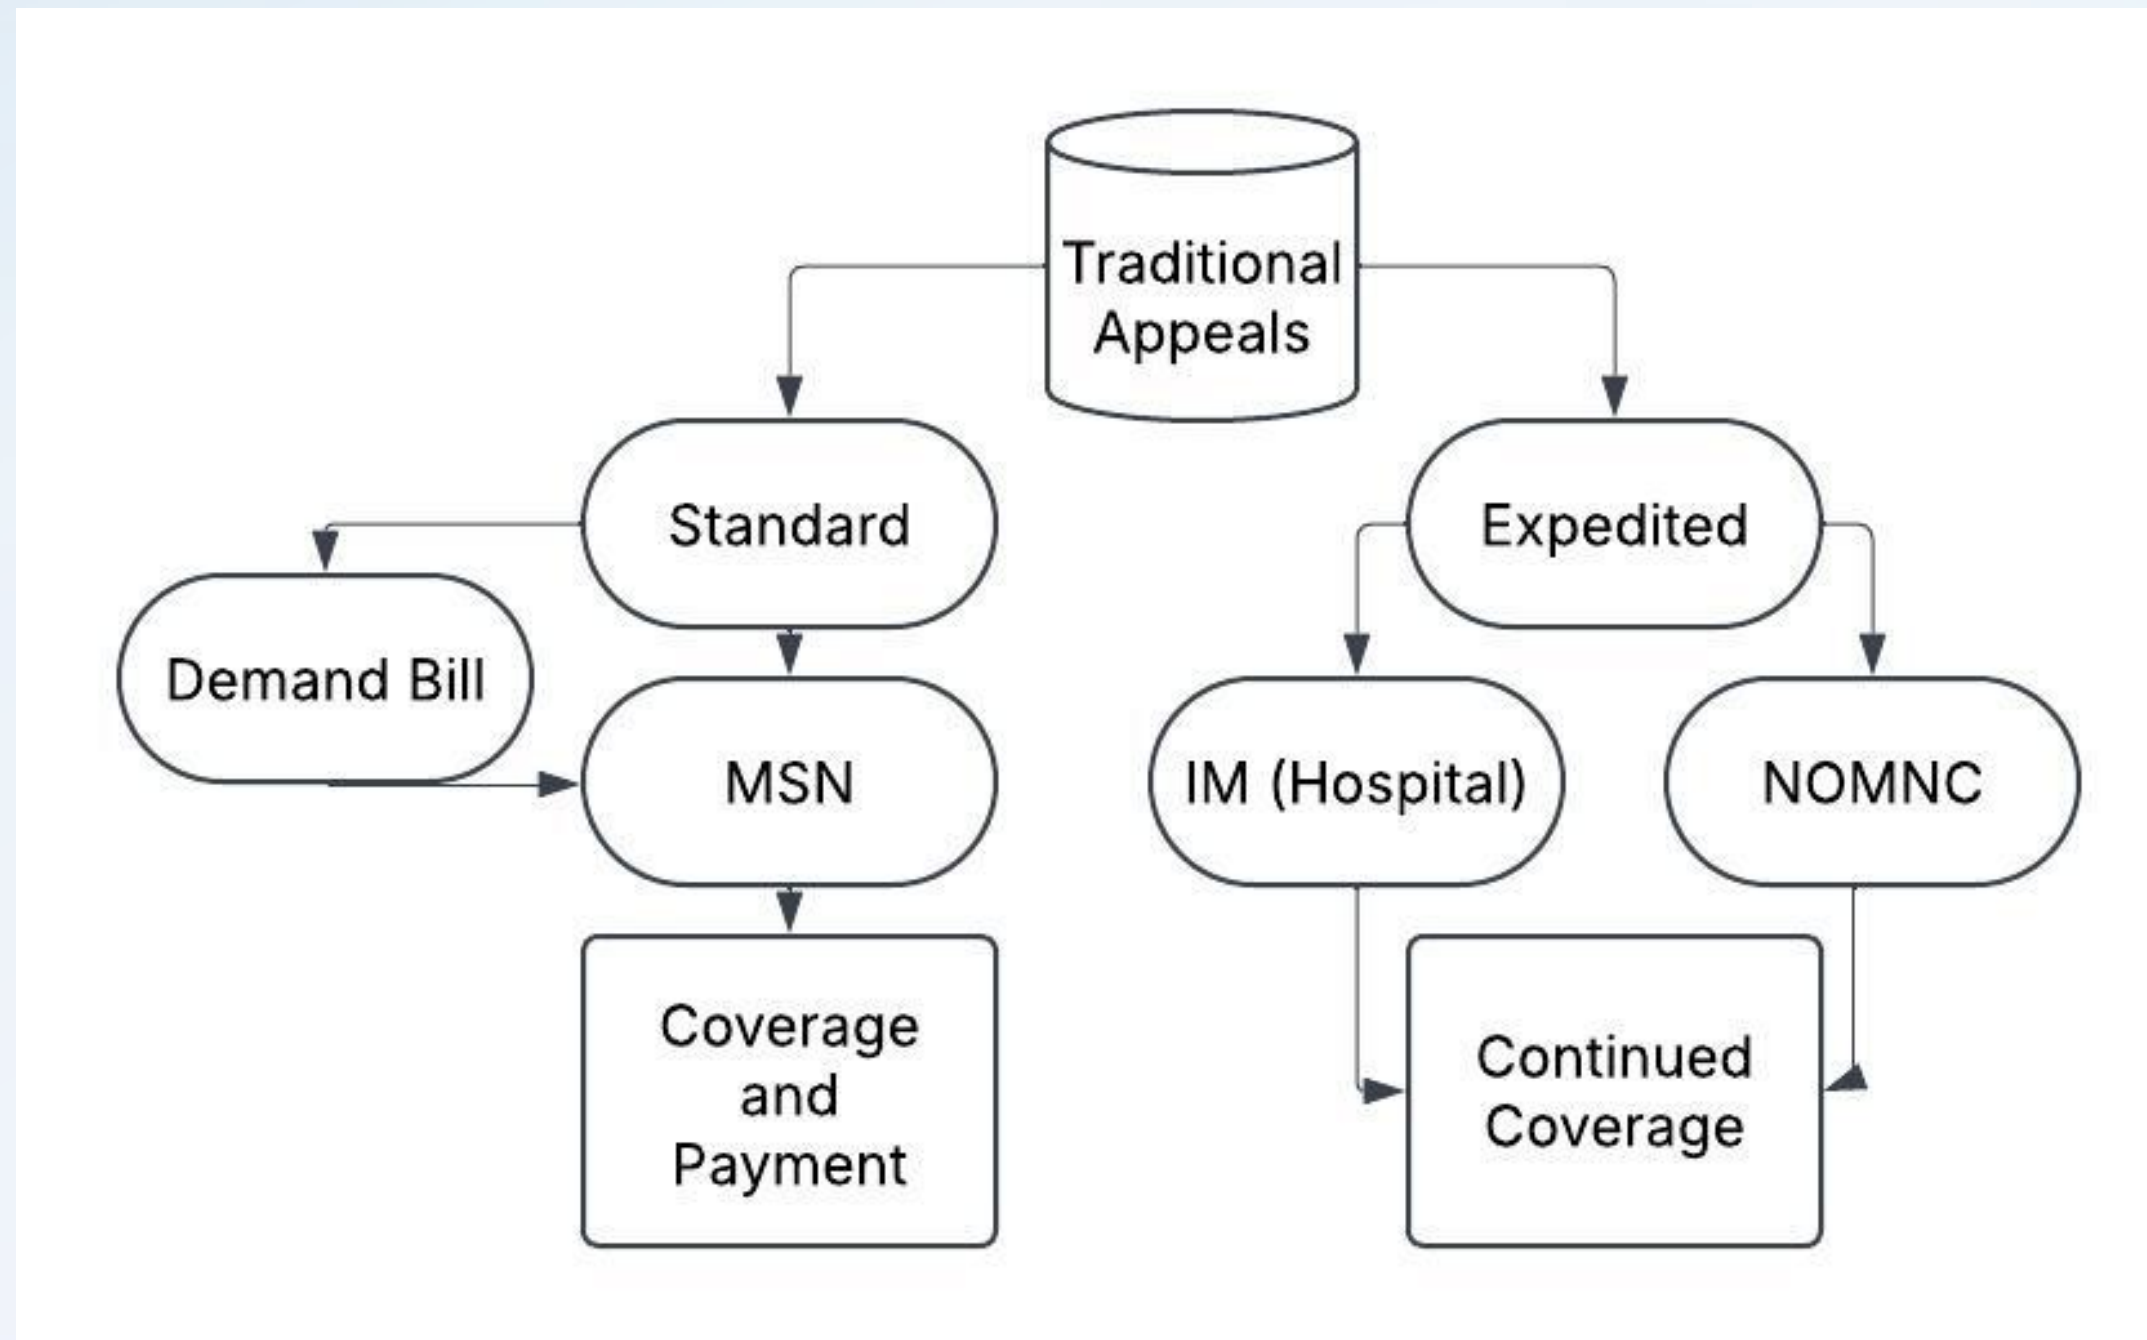 Traditional
Appeals
Standard
Expedited
Demand Bill
MSN
IM (Hospital)
NOMNC
Coverage
and
Payment
Continued
Coverage